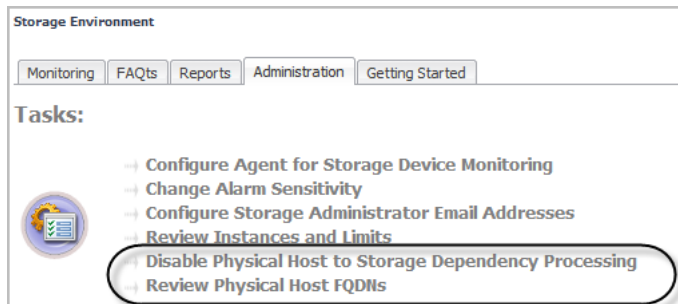 Storage Environment
Monitoring FAQts Reports Administration Getting Started
Tasks:
Configure Agent for Storage Device Monitoring
Change Alarm Sensitivity
Configure Storage Administrator Email Addresses
Review Instances and Limits
Disable Physical Host to Storage Dependency Processing
Review Physical Host FQDNs